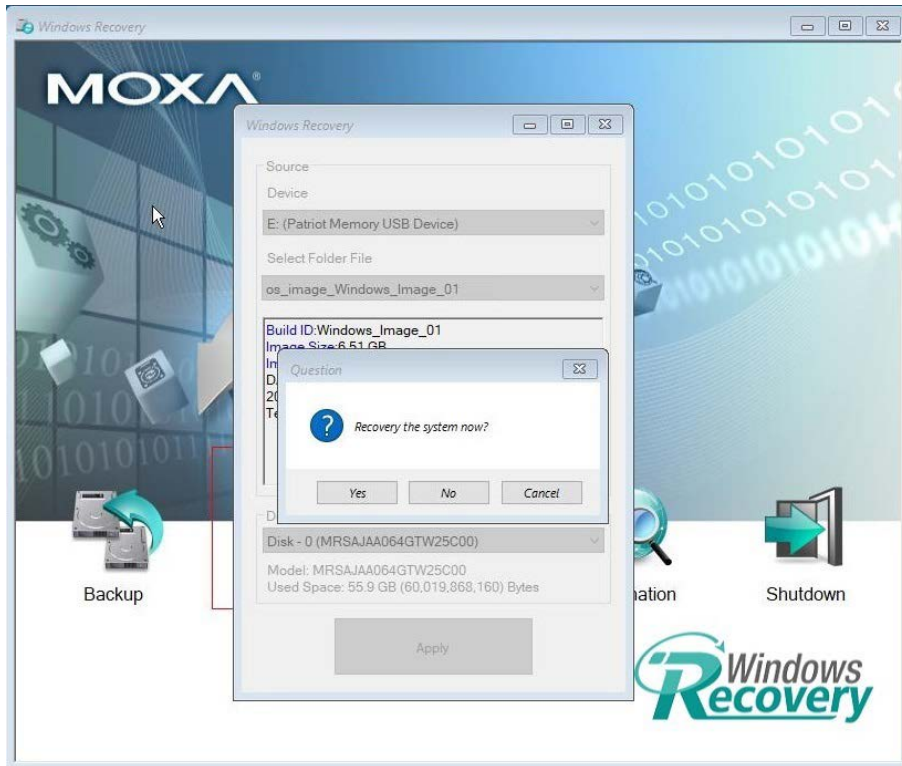 Windows Recovery
MOXA®
Windows Recovery
Source
Device
E: (Patriot Memory USB Device)
Select Folder File
os_image_Windows_Image_01
Build ID:Windows_Image_01
Image Size:6.51 GB
Question
Recovery the system now?
Yes No Cancel
Disk - 0 (MRSAJAA064GTW25C00)
Model: MRSAJAA064GTW25C00
Used Space: 55.9 GB (60,019,868,160) Bytes
Apply
Backup
Shutdown
Windows
Recovery